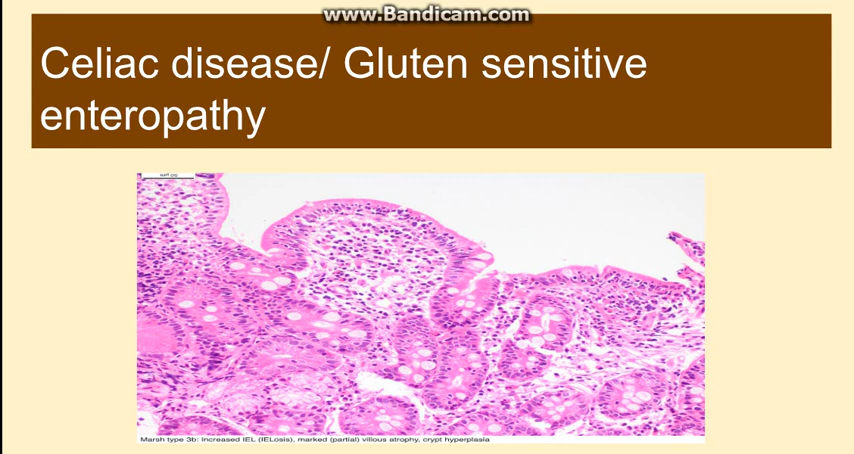 www.Bandicam.com
Celiac disease/ Gluten sensitive
enteropathy
Marsh type 3b: Increased IEL (IELosis), marked (partial) villous atrophy, crypt hyperplasia